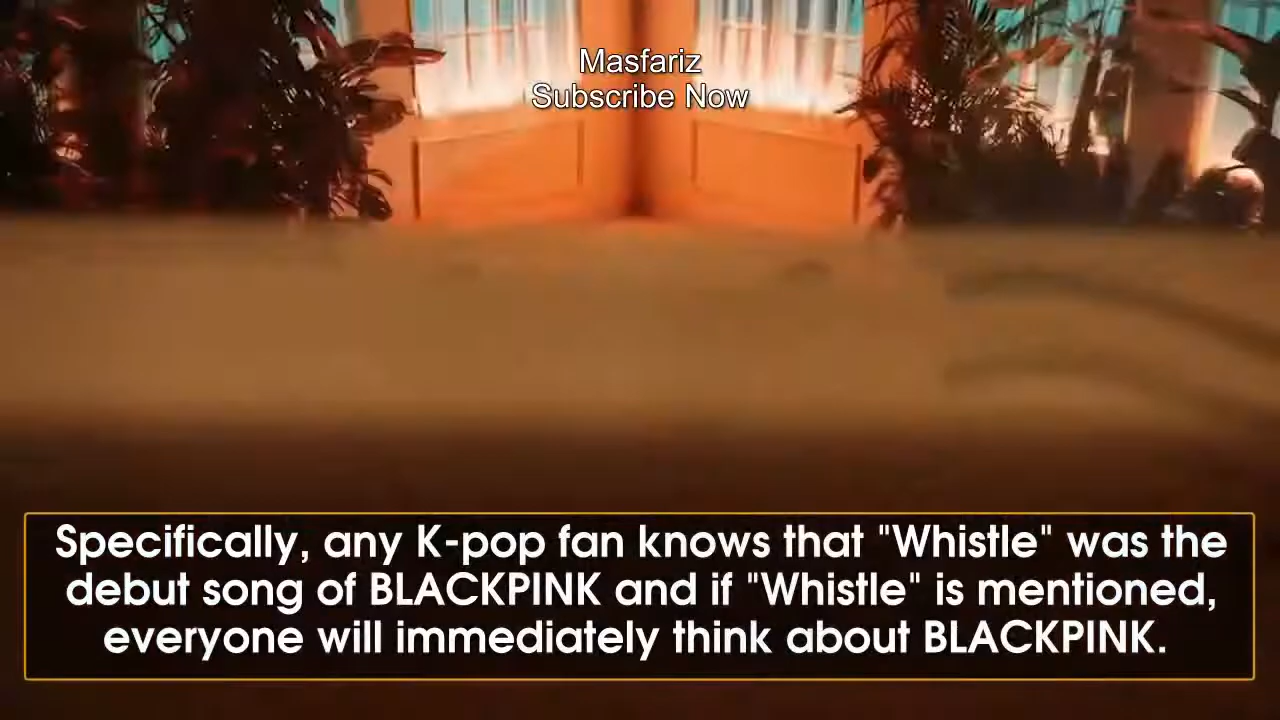 Masfariz
Subscribe Now
Specifically, any K-pop fan knows that "Whistle" was the
debut song of BLACKPINK and if "Whistle" is mentioned,
everyone will immediately think about BLACKPINK.